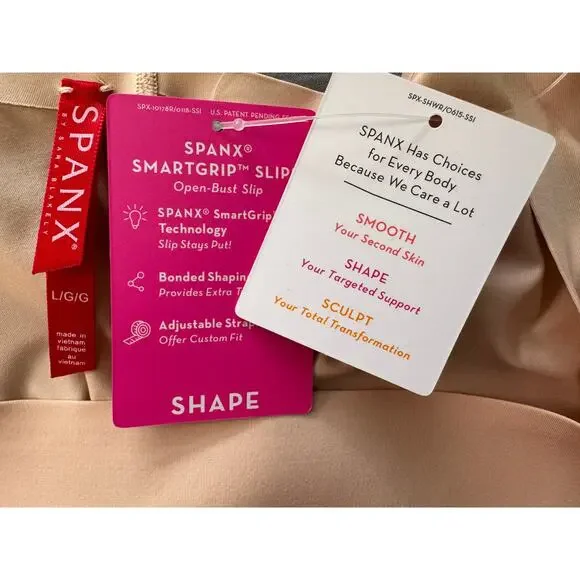 SPANX®
BY SARA BLAKELY
L/G/G
made in
vietnam
fabriqué
au
vietnam
SPX-10178R/0118-SSI
U.S. PATENT PENDING
SPANX®
SMARTGRIP™ SLIP
Open-Bust Slip
SPANX® SmartGrip
Technology
Slip Stays Put!
Bonded Shaping
Provides Extra
Adjustable Strap
Offer Custom Fit
SHAPE
SPX-SHWR/0615-SSI
SPANX Has Choices
for Every Body
Because We Care a Lot
SMOOTH
Your Second Skin
SHAPE
Your Targeted Support
SCULPT
Your Total Transformation